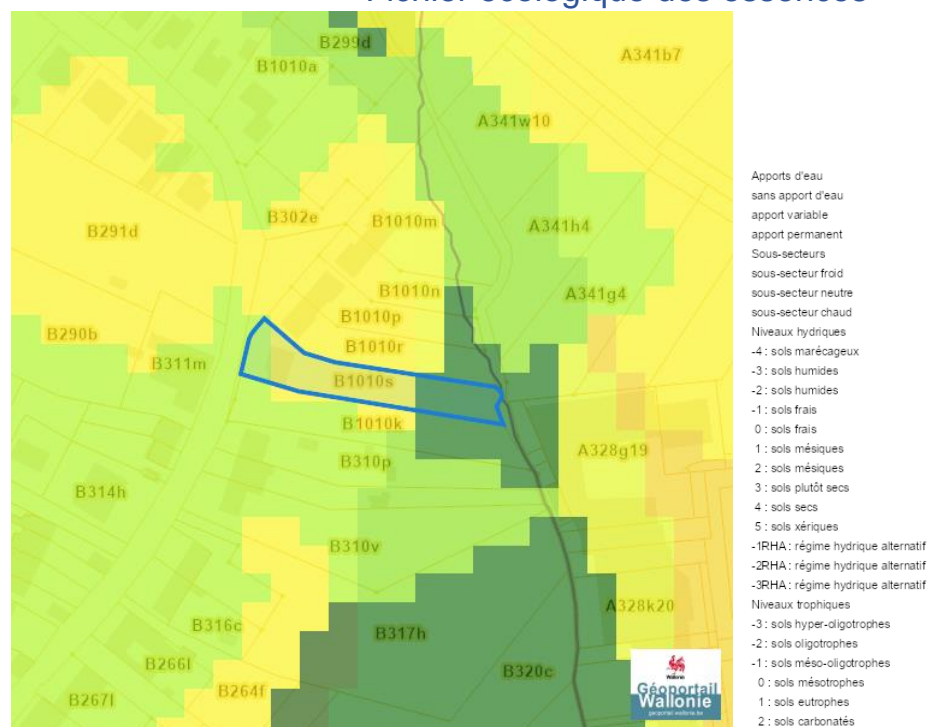 Fichier écologique des essences
B299d
B1010a
A341b7
A341w10
B302e
B1010m
B291d
A341h4
B1010n
A341g4
B1010p
B290b
B1010r
B311m
B1010s
B1010k
A328g19
B310p
B314h
B310v
A328k20
B316c
B317h
B266l
B320c
B264f
B267l
Wallonie
Géoportail
Wallonie
geoportail.wallonie.be
Apports d'eau
sans apport d'eau
apport variable
apport permanent
Sous-secteurs
sous-secteur froid
sous-secteur neutre
sous-secteur chaud
Niveaux hydriques
-4 : sols marécageux
-3 : sols humides
-2 : sols humides
-1 : sols frais
0 : sols frais
1 : sols mésiques
2 : sols mésiques
3 : sols plutôt secs
4 : sols secs
5 : sols xériques
-1RHA : régime hydrique alternatif
-2RHA : régime hydrique alternatif
-3RHA : régime hydrique alternatif
Niveaux trophiques
-3 : sols hyper-oligotrophes
-2 : sols oligotrophes
-1 : sols méso-oligotrophes
0 : sols mésotrophes
1 : sols eutrophes
2 : sols carbonatés